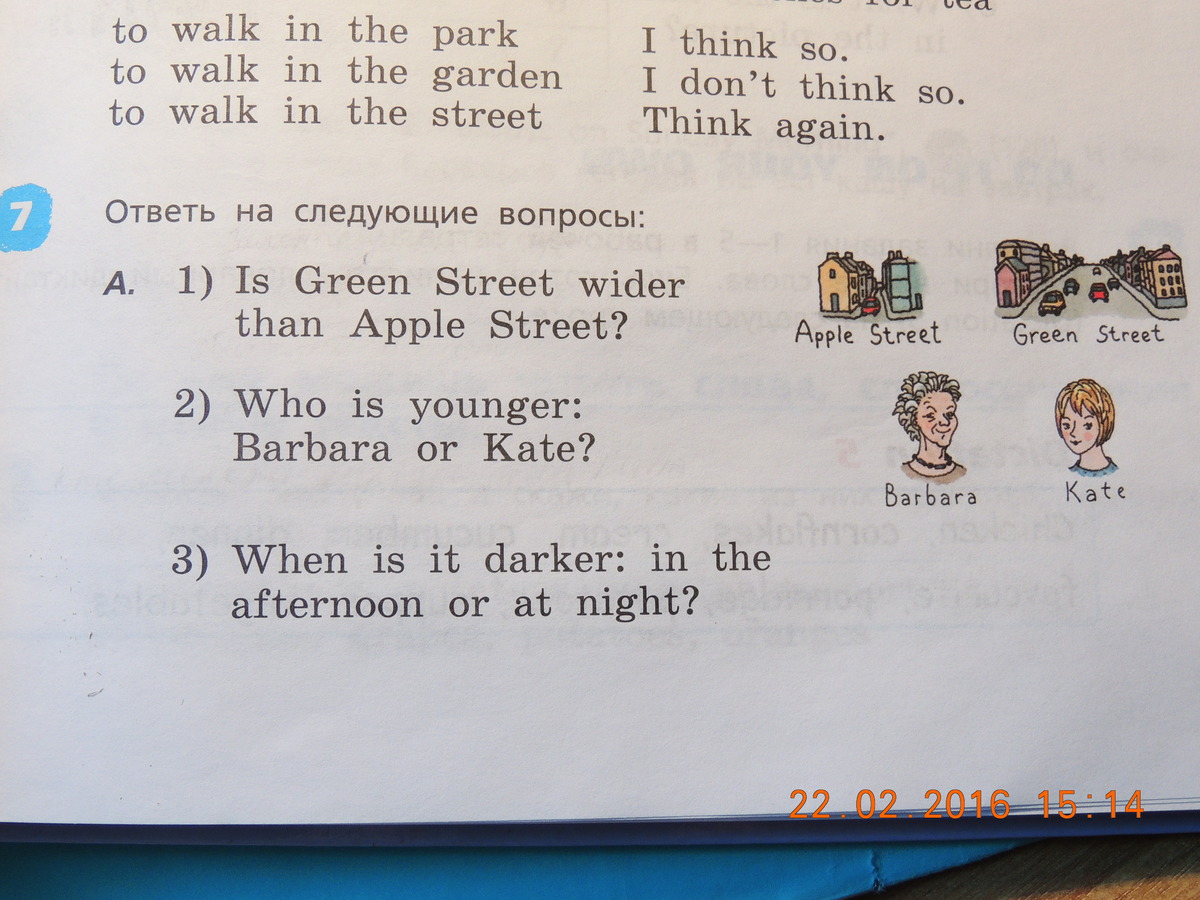 for tea
to walk in the park
to walk in the garden
to walk in the street
I think so.
I don't think so.
Think again.
7
Ответь на следующие вопросы:
A. 1) Is Green Street wider
than Apple Street?
Apple Street
Green Street
2) Who is younger:
Barbara or Kate?
Barbara
Kate
3) When is it darker: in the
afternoon or at night?
22.02.2016 15:14